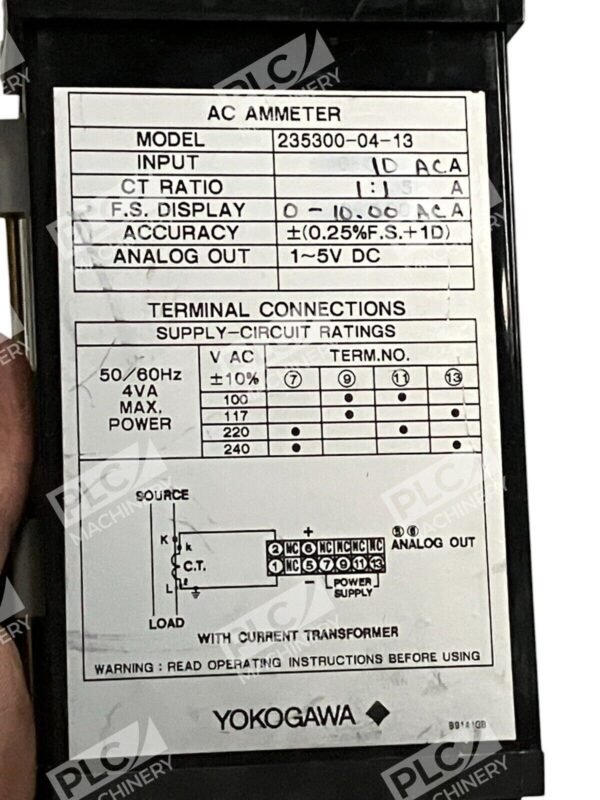 AC AMMETER
MODEL 235300-04-13
INPUT 10 ACA
CT RATIO 1:1 A
F.S. DISPLAY 0-10.00 ACA
ACCURACY ±(0.25%F.S.+1D)
ANALOG OUT 1~5V DC
TERMINAL CONNECTIONS
SUPPLY-CIRCUIT RATINGS
50/60Hz 4VA MAX. POWER
V AC ±10% TERM.NO.
⑦ ⑨ ⑪ ⑬
100 ● ●
117 ● ●
220 ● ●
240 ● ●
SOURCE
K k
C.T.
L ℓ
LOAD
+
② NC ⑥ NC NC NC NC
① NC ⑤ ⑦ ⑨ ⑪ ⑬
−
⑤⑥
ANALOG OUT
POWER
SUPPLY
WITH CURRENT TRANSFORMER
WARNING : READ OPERATING INSTRUCTIONS BEFORE USING
YOKOGAWA
PLC MACHINERY